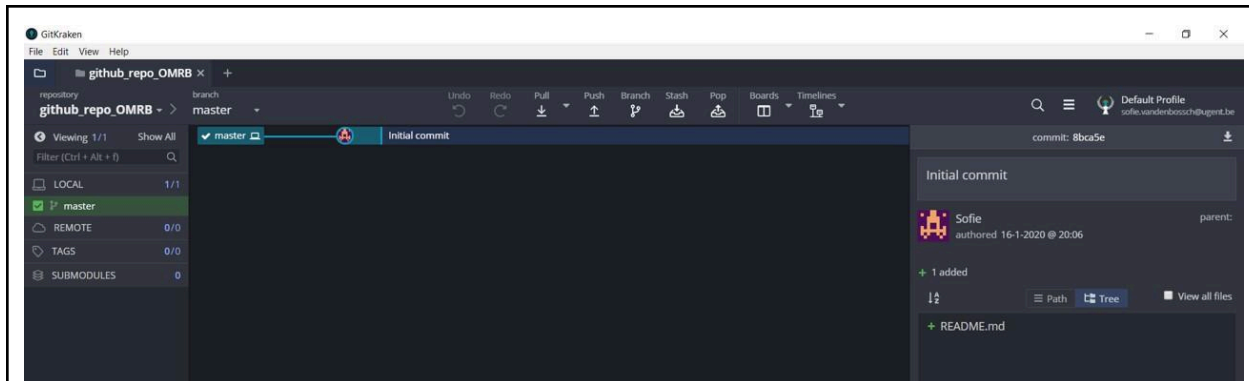 GitKraken
File Edit View Help
github_repo_OMRB × +
repository
github_repo_OMRB
branch
master
Undo Redo Pull Push Branch Stash Pop Boards Timelines
Default Profile
sofie.vandenbossch@ugent.be
Viewing 1/1 Show All
Filter (Ctrl + Alt + f)
LOCAL 1/1
master
REMOTE 0/0
TAGS 0/0
SUBMODULES 0
master Initial commit
commit: 8bca5e
Initial commit
Sofie
authored 16-1-2020 @ 20:06
parent:
+ 1 added
Path Tree View all files
+ README.md